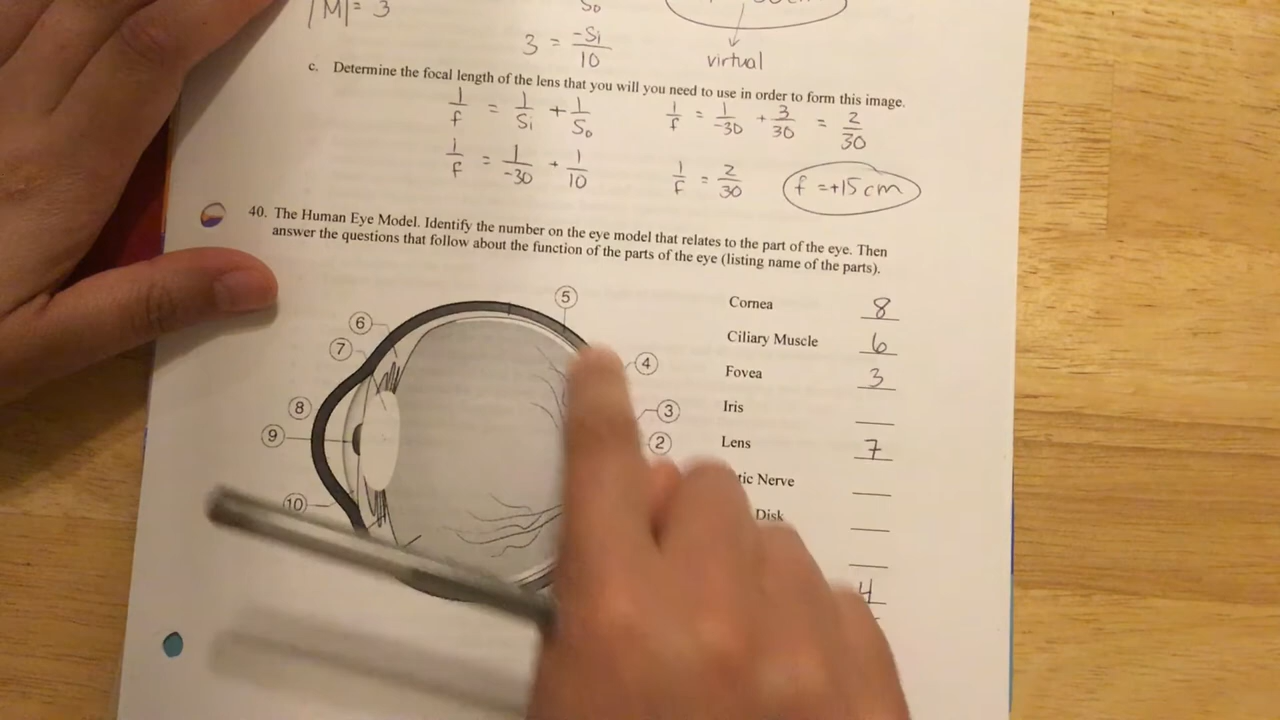 |M| = 3
So
3 = -Si / 10
virtual
c. Determine the focal length of the lens that you will you need to use in order to form this image.
1/f = 1/Si + 1/So
1/f = 1/-30 + 3/30 = 2/30
1/f = 1/-30 + 1/10
1/f = 2/30
f = +15 cm
40. The Human Eye Model. Identify the number on the eye model that relates to the part of the eye. Then
answer the questions that follow about the function of the parts of the eye (listing name of the parts).
5
6
7
4
8
3
9
2
10
Cornea 8
Ciliary Muscle 6
Fovea 3
Iris
Lens 7
tic Nerve
Disk
4